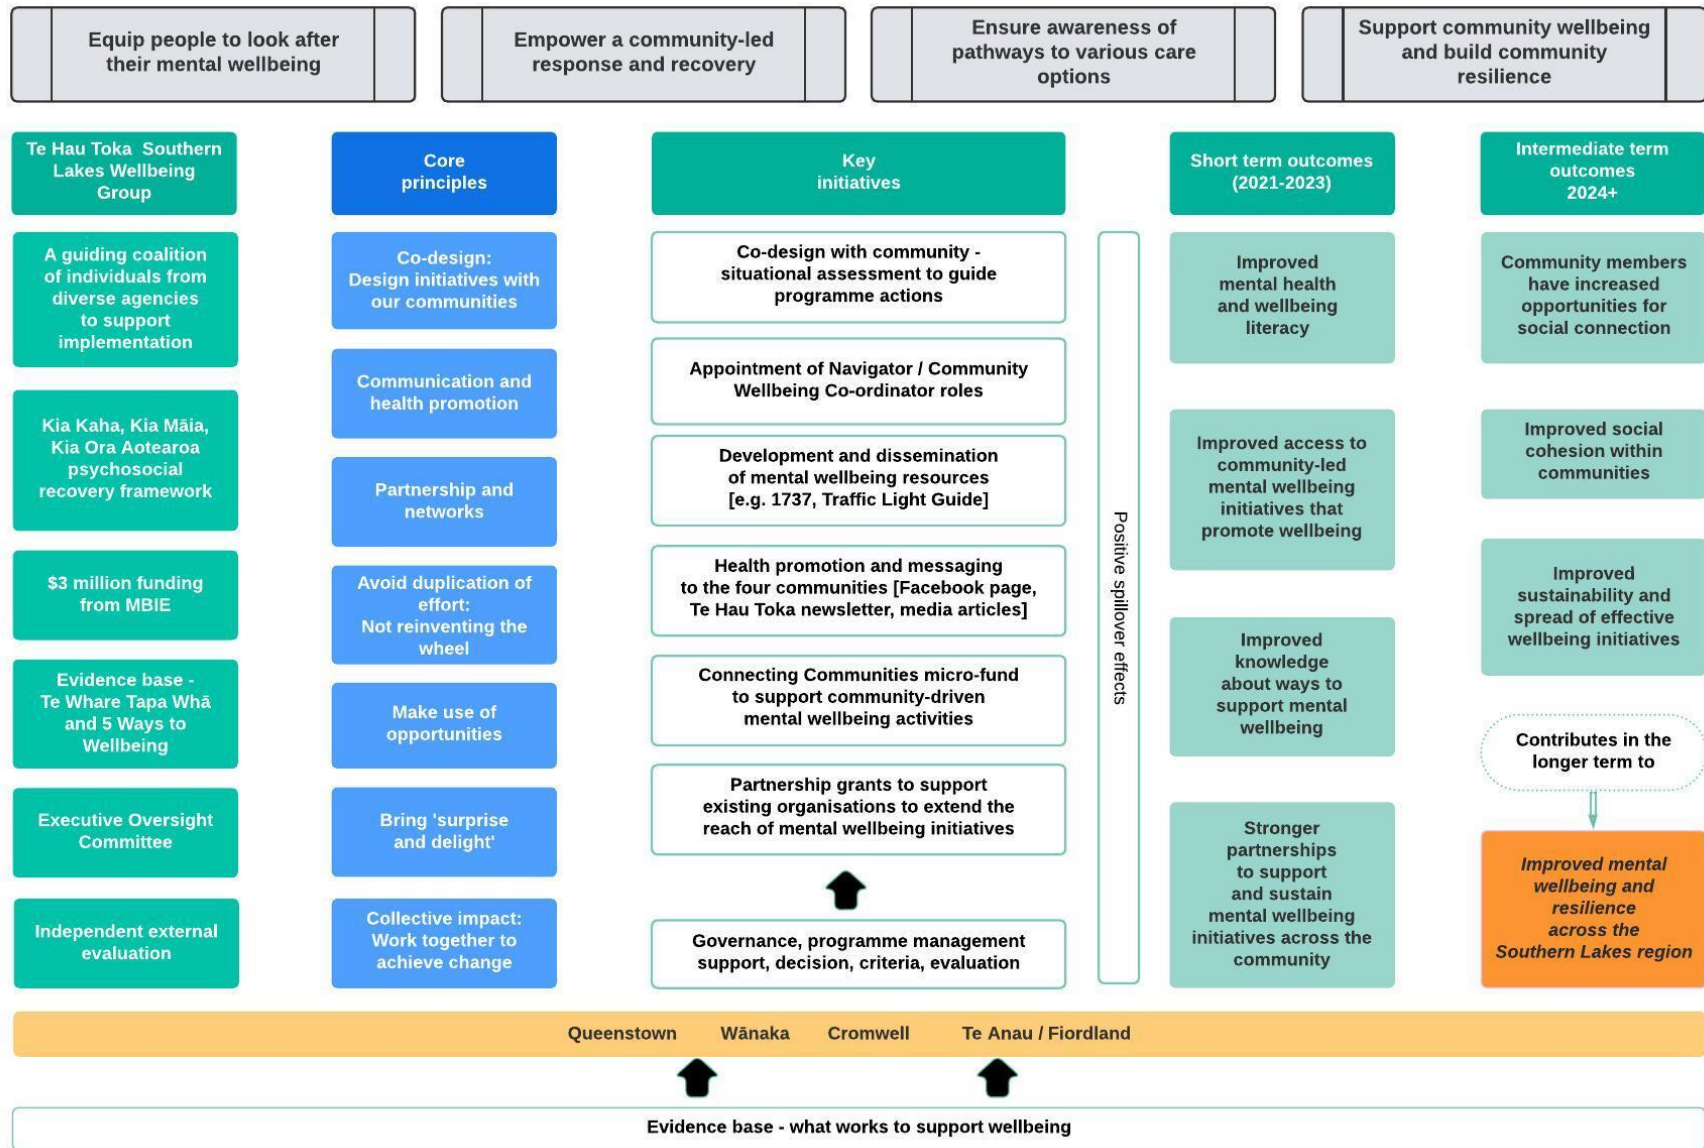 Equip people to look after
their mental wellbeing
Empower a community-led
response and recovery
Ensure awareness of
pathways to various care
options
Support community wellbeing
and build community
resilience
Te Hau Toka Southern
Lakes Wellbeing
Group
A guiding coalition
of individuals from
diverse agencies
to support
implementation
Kia Kaha, Kia Māia,
Kia Ora Aotearoa
psychosocial
recovery framework
$3 million funding
from MBIE
Evidence base -
Te Whare Tapa Whā
and 5 Ways to
Wellbeing
Executive Oversight
Committee
Independent external
evaluation
Core
principles
Co-design:
Design initiatives with
our communities
Communication and
health promotion
Partnership and
networks
Avoid duplication of
effort:
Not reinventing the
wheel
Make use of
opportunities
Bring 'surprise
and delight'
Collective impact:
Work together to
achieve change
Key
initiatives
Co-design with community -
situational assessment to guide
programme actions
Appointment of Navigator / Community
Wellbeing Co-ordinator roles
Development and dissemination
of mental wellbeing resources
[e.g. 1737, Traffic Light Guide]
Health promotion and messaging
to the four communities [Facebook page,
Te Hau Toka newsletter, media articles]
Connecting Communities micro-fund
to support community-driven
mental wellbeing activities
Partnership grants to support
existing organisations to extend the
reach of mental wellbeing initiatives
Governance, programme management
support, decision, criteria, evaluation
Positive spillover effects
Short term outcomes
(2021-2023)
Improved
mental health
and wellbeing
literacy
Improved access to
community-led
mental wellbeing
initiatives that
promote wellbeing
Improved
knowledge
about ways to
support mental
wellbeing
Stronger
partnerships
to support
and sustain
mental wellbeing
initiatives across the
community
Intermediate term
outcomes
2024+
Community members
have increased
opportunities for
social connection
Improved social
cohesion within
communities
Improved
sustainability and
spread of effective
wellbeing initiatives
Contributes in the
longer term to
Improved mental
wellbeing and
resilience
across the
Southern Lakes region
Queenstown Wānaka Cromwell Te Anau / Fiordland
Evidence base - what works to support wellbeing